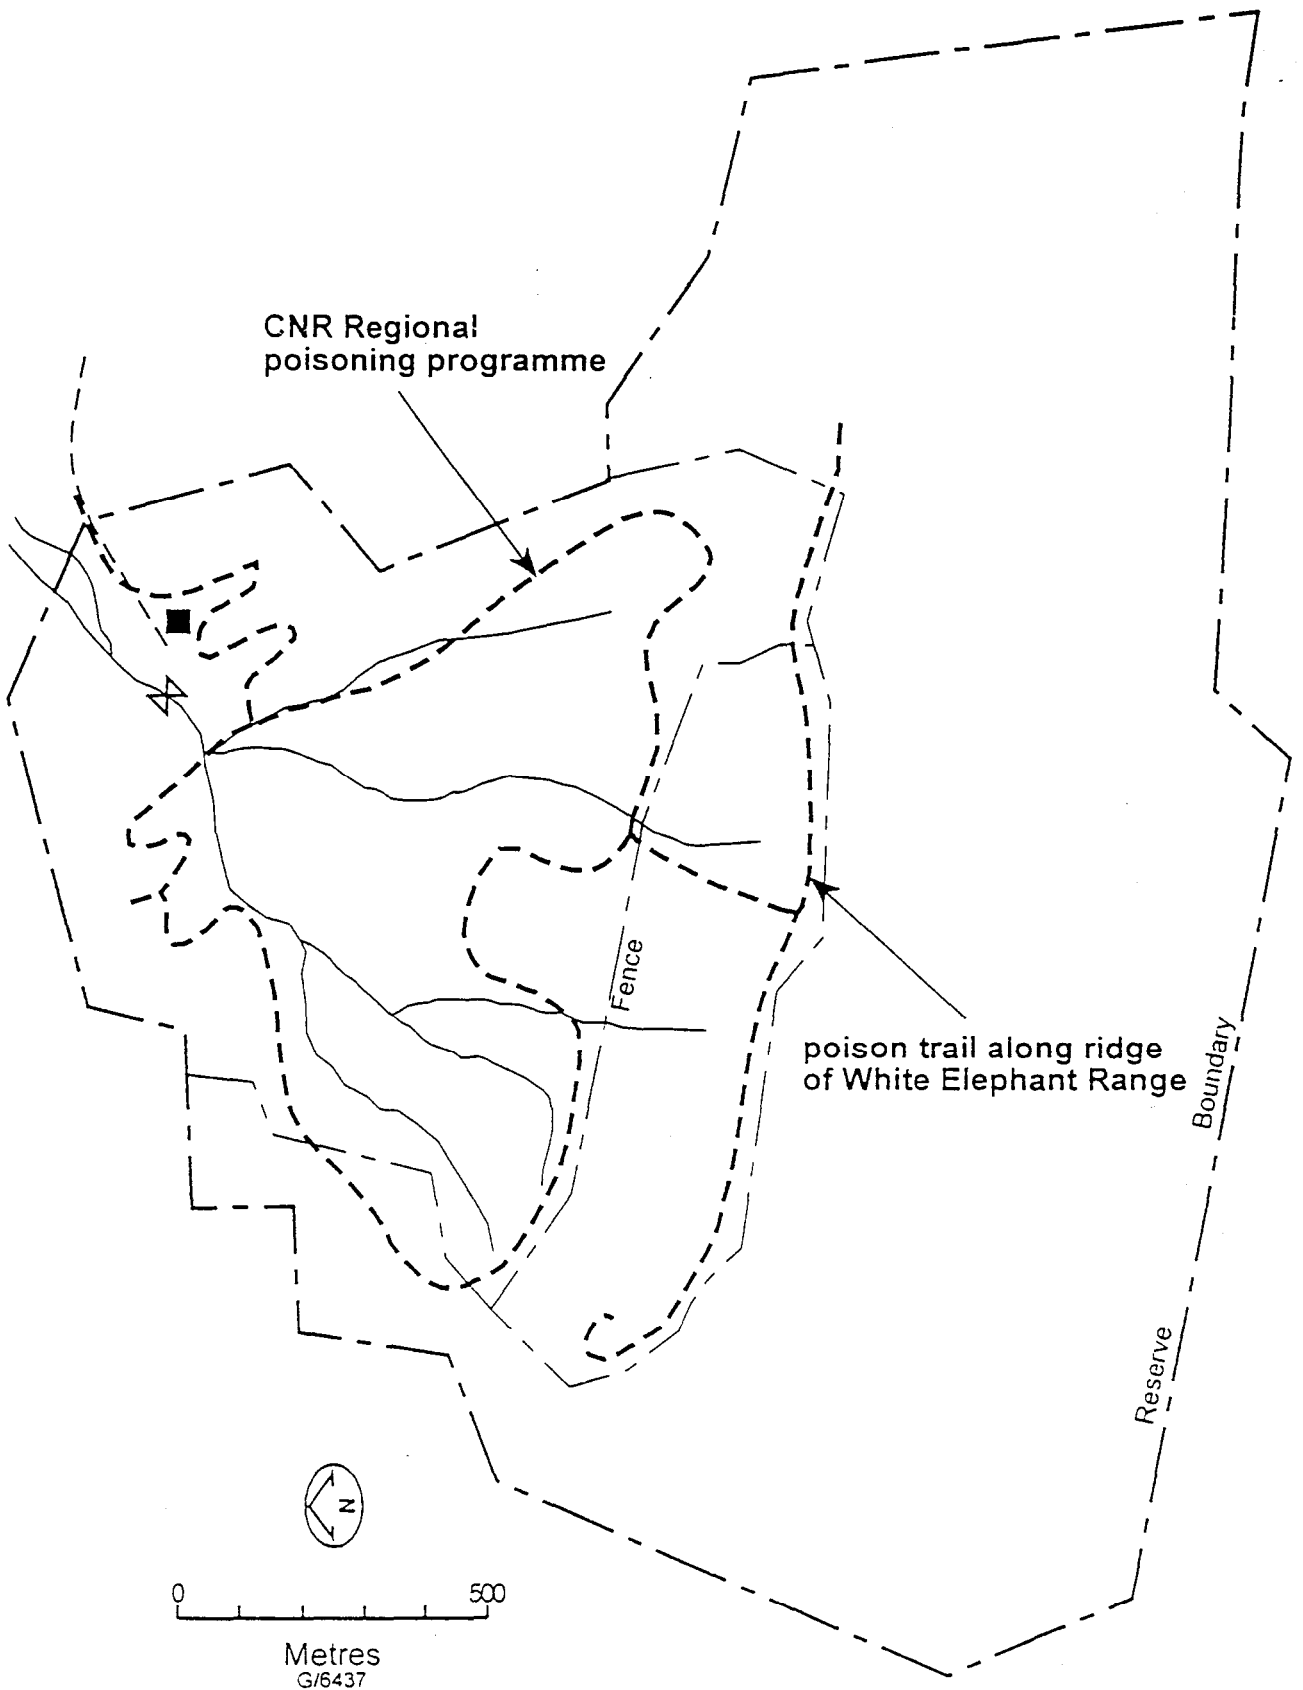 CNR Regional
poisoning programme
Fence
poison trail along ridge
of White Elephant Range
Boundary
Reserve
N
0 500
Metres
G/6437